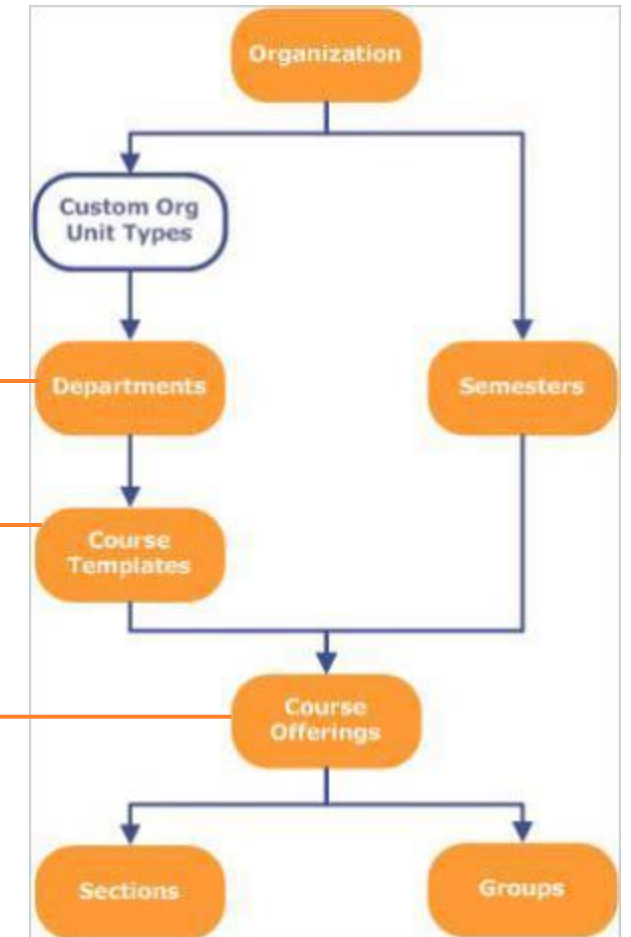 Organization
Custom Org
Unit Types
Departments
Semesters
Course
Templates
Course
Offerings
Sections
Groups